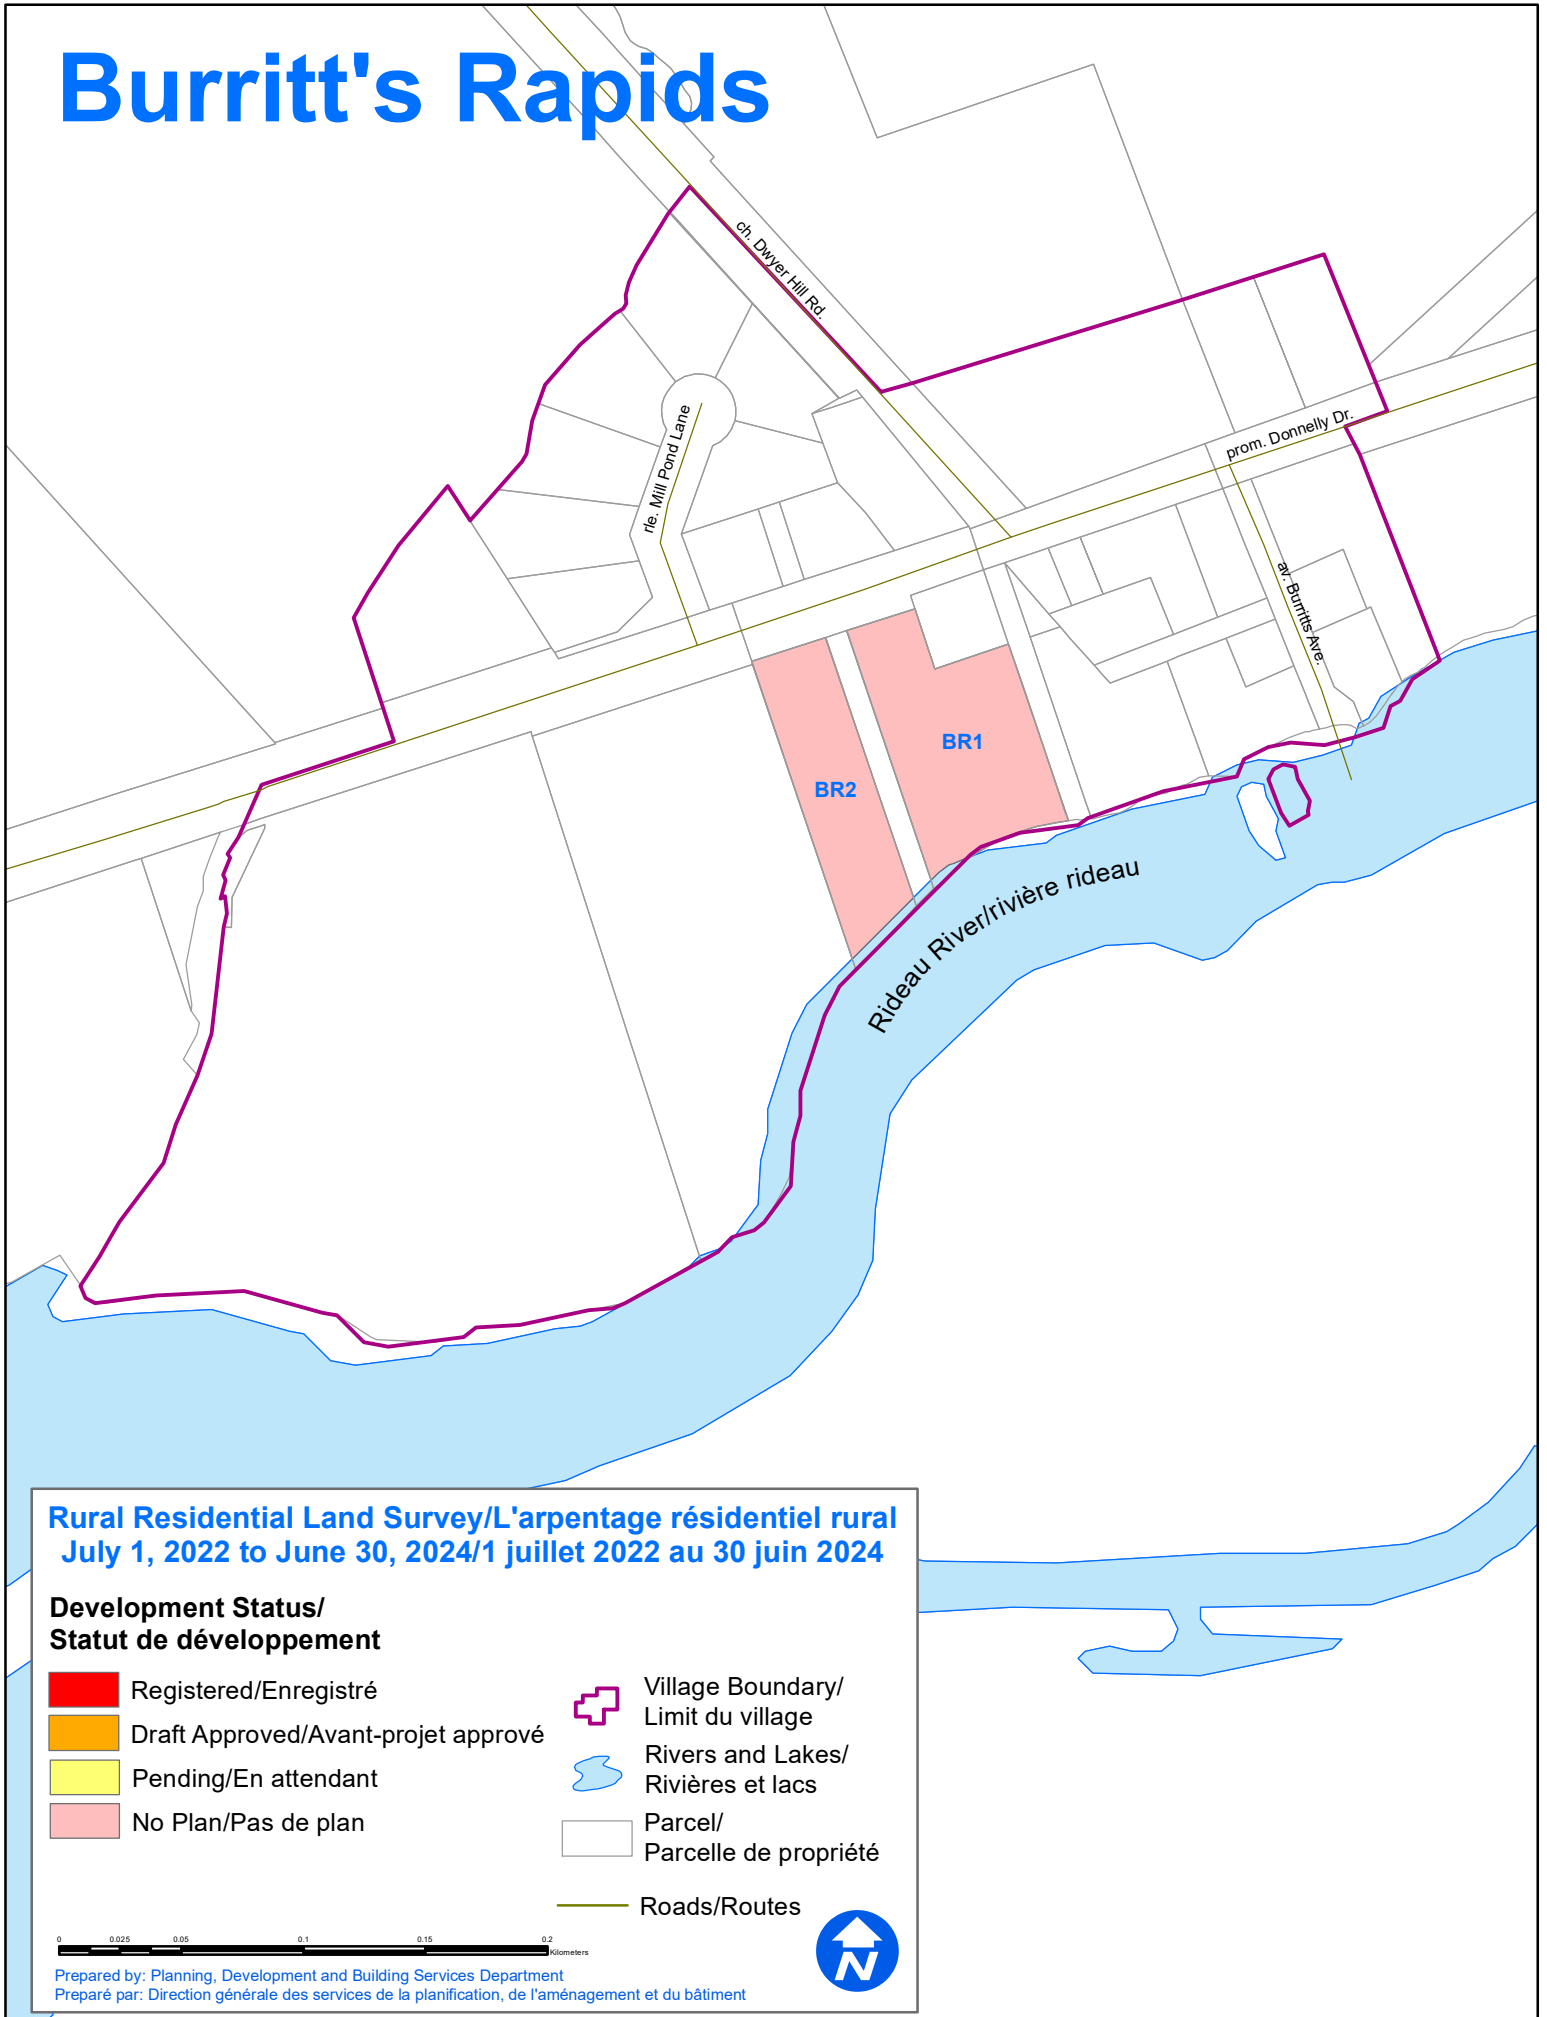 Burritt's Rapids
ch. Dwyer Hill Rd.
prom. Donnelly Dr.
rle. Mill Pond Lane
av. Burritts Ave.
BR1
BR2
Rideau River/rivière rideau
Rural Residential Land Survey/L'arpentage résidentiel rural
July 1, 2022 to June 30, 2024/1 juillet 2022 au 30 juin 2024
Development Status/
Statut de développement
Registered/Enregistré
Draft Approved/Avant-projet apprové
Pending/En attendant
No Plan/Pas de plan
Village Boundary/
Limit du village
Rivers and Lakes/
Rivières et lacs
Parcel/
Parcelle de propriété
Roads/Routes
0 0.025 0.05 0.1 0.15 0.2
Kilometers
N
Prepared by: Planning, Development and Building Services Department
Preparé par: Direction générale des services de la planification, de l'aménagement et du bâtiment